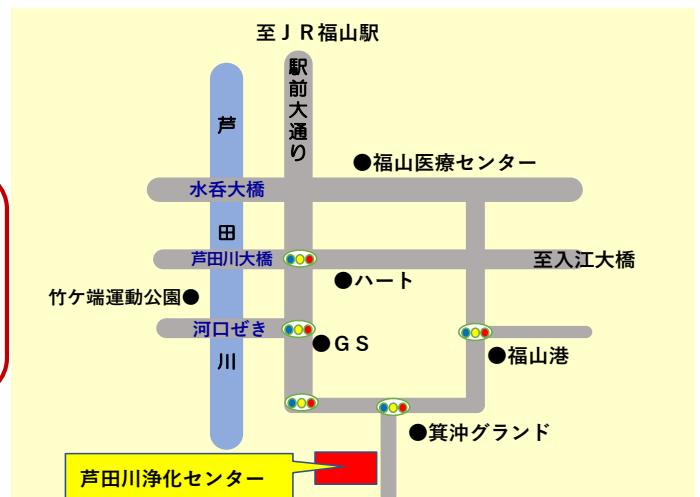 至ＪＲ福山駅
駅前大通り
芦田川
●福山医療センター
水呑大橋
芦田川大橋
至入江大橋
●ハート
竹ケ端運動公園●
河口ぜき
●ＧＳ
●福山港
●箕沖グランド
芦田川浄化センター